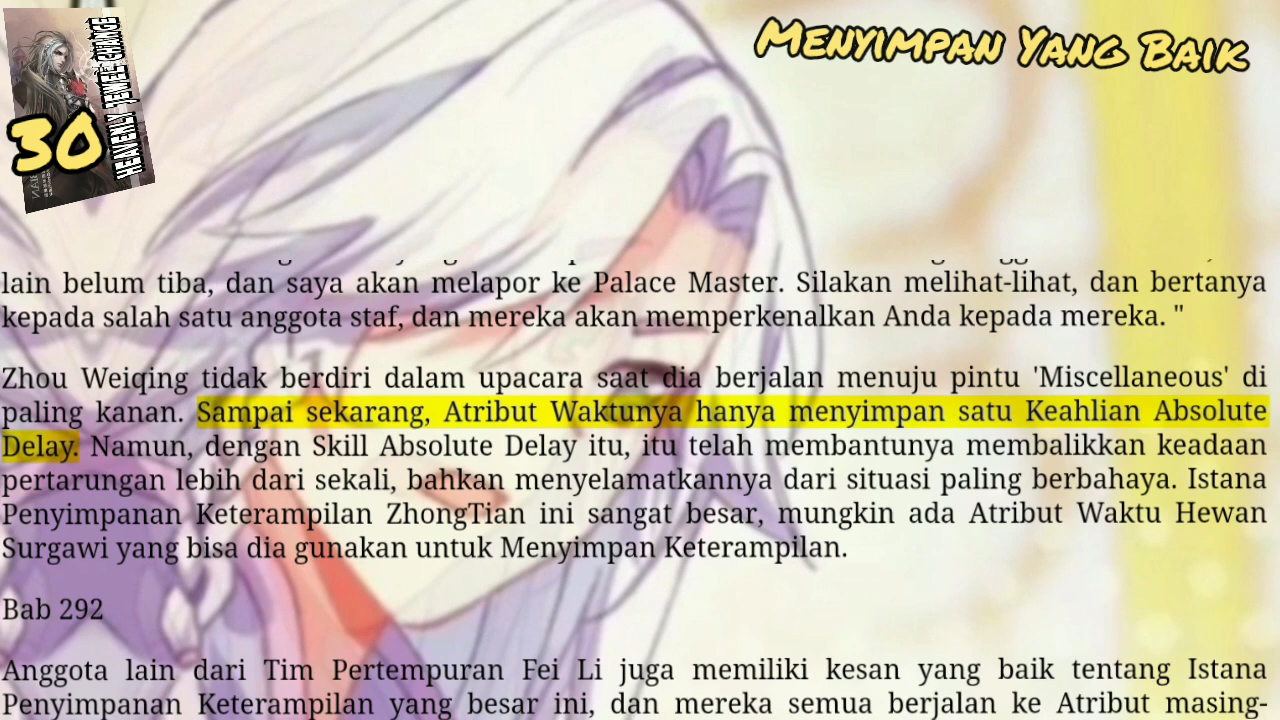 Menyimpan Yang Baik
30
HEAVENLY JEWEL CHANGE
lain belum tiba, dan saya akan melapor ke Palace Master. Silakan melihat-lihat, dan bertanya
kepada salah satu anggota staf, dan mereka akan memperkenalkan Anda kepada mereka. "
Zhou Weiqing tidak berdiri dalam upacara saat dia berjalan menuju pintu 'Miscellaneous' di
paling kanan. Sampai sekarang, Atribut Waktunya hanya menyimpan satu Keahlian Absolute
Delay. Namun, dengan Skill Absolute Delay itu, itu telah membantunya membalikkan keadaan
pertarungan lebih dari sekali, bahkan menyelamatkannya dari situasi paling berbahaya. Istana
Penyimpanan Keterampilan ZhongTian ini sangat besar, mungkin ada Atribut Waktu Hewan
Surgawi yang bisa dia gunakan untuk Menyimpan Keterampilan.
Bab 292
Anggota lain dari Tim Pertempuran Fei Li juga memiliki kesan yang baik tentang Istana
Penyimpanan Keterampilan yang besar ini, dan mereka semua berjalan ke Atribut masing-